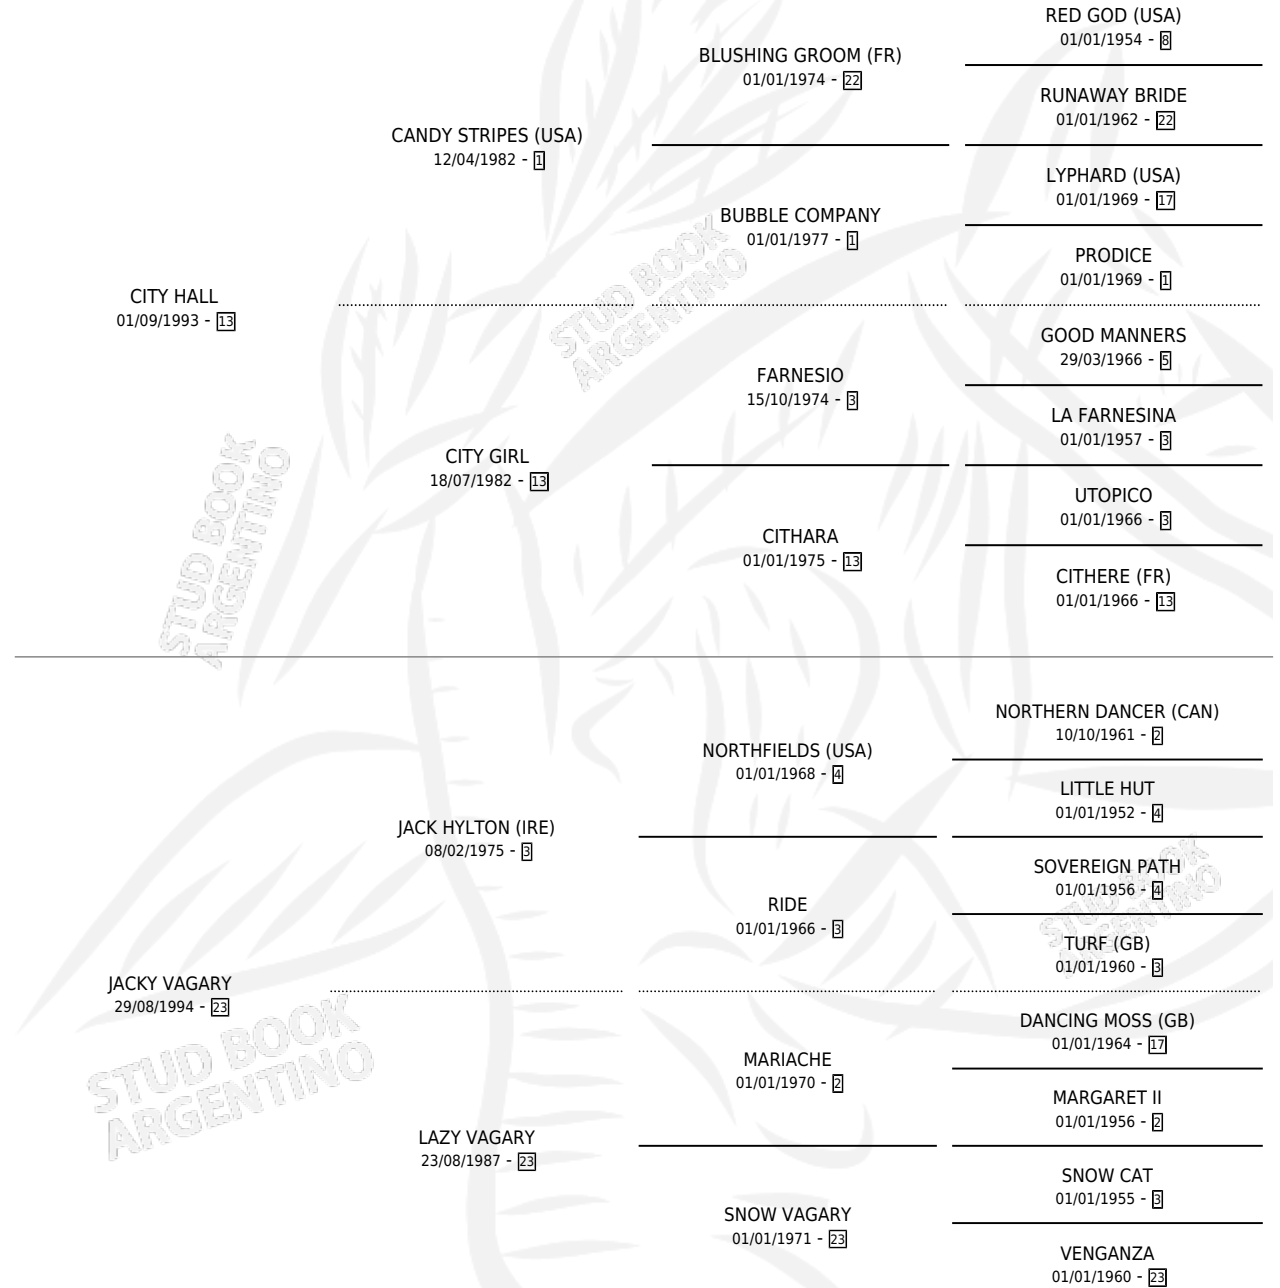 RED GOD (USA)
01/01/1954 - 8
BLUSHING GROOM (FR)
01/01/1974 - 22
RUNAWAY BRIDE
01/01/1962 - 22
CANDY STRIPES (USA)
12/04/1982 - 1
LYPHARD (USA)
01/01/1969 - 17
BUBBLE COMPANY
01/01/1977 - 1
PRODICE
01/01/1969 - 1
CITY HALL
01/09/1993 - 13
GOOD MANNERS
29/03/1966 - 5
FARNESIO
15/10/1974 - 3
LA FARNESINA
01/01/1957 - 3
CITY GIRL
18/07/1982 - 13
UTOPICO
01/01/1966 - 3
CITHARA
01/01/1975 - 13
CITHERE (FR)
01/01/1966 - 13
NORTHERN DANCER (CAN)
10/10/1961 - 2
NORTHFIELDS (USA)
01/01/1968 - 4
LITTLE HUT
01/01/1952 - 4
JACK HYLTON (IRE)
08/02/1975 - 3
SOVEREIGN PATH
01/01/1956 - 4
RIDE
01/01/1966 - 3
TURF (GB)
01/01/1960 - 3
JACKY VAGARY
29/08/1994 - 23
DANCING MOSS (GB)
01/01/1964 - 17
MARIACHE
01/01/1970 - 2
MARGARET II
01/01/1956 - 2
LAZY VAGARY
23/08/1987 - 23
SNOW CAT
01/01/1955 - 3
SNOW VAGARY
01/01/1971 - 23
VENGANZA
01/01/1960 - 23
STUD BOOK
ARGENTINO
STUD BOOK
ARGENTINO
STUD BOOK
ARGENTINO
STUD BOOK
ARGENTINO